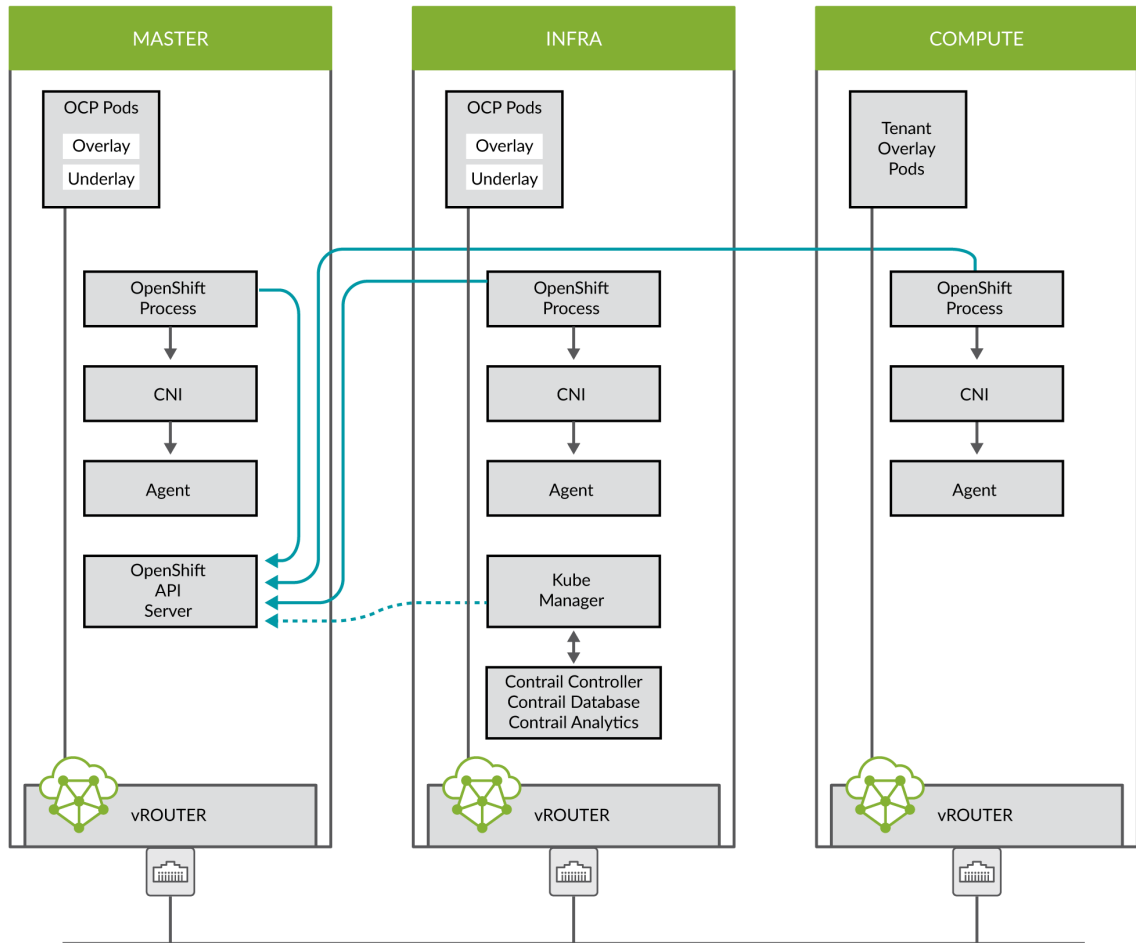 MASTER
OCP Pods
Overlay
Underlay
OpenShift
Process
CNI
Agent
OpenShift
API
Server
vROUTER
INFRA
OCP Pods
Overlay
Underlay
OpenShift
Process
CNI
Agent
Kube
Manager
Contrail Controller
Contrail Database
Contrail Analytics
vROUTER
COMPUTE
Tenant
Overlay
Pods
OpenShift
Process
CNI
Agent
vROUTER